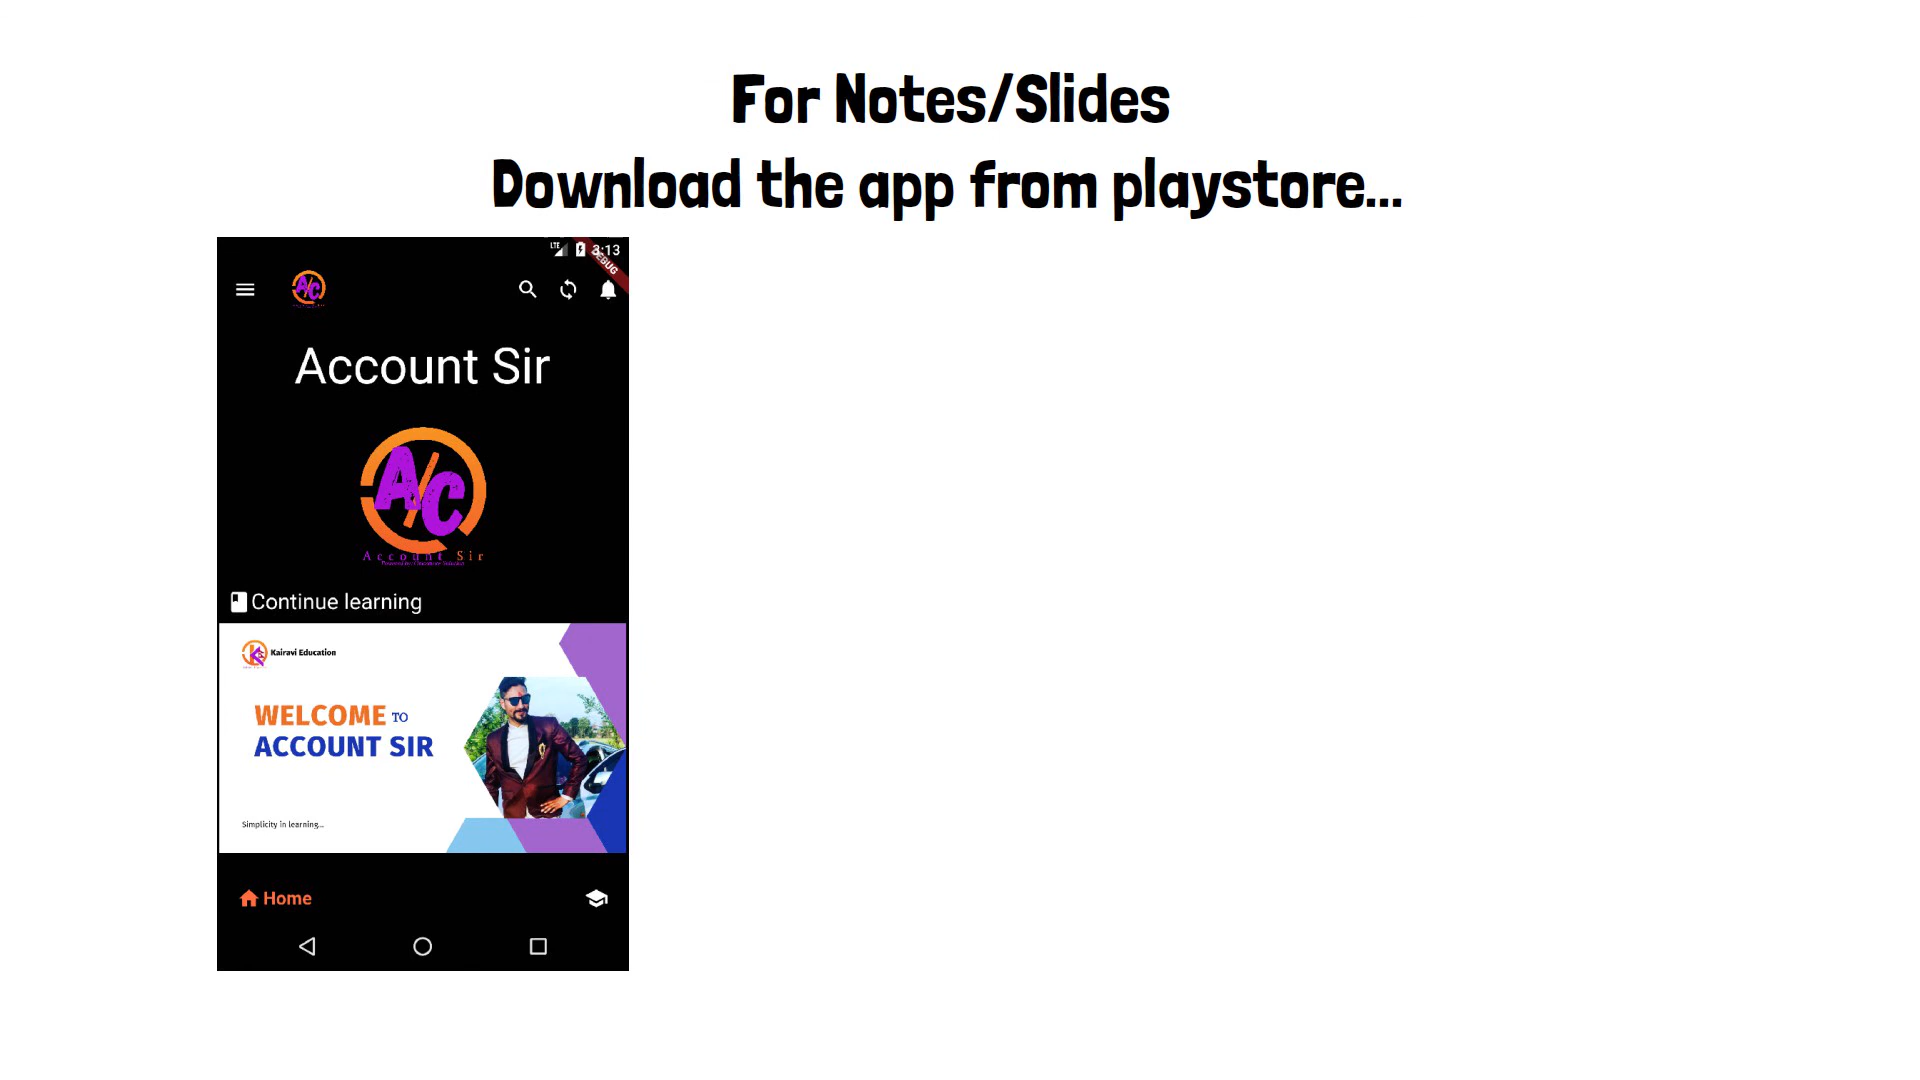 For Notes/Slides
Download the app from playstore...
LTE 3:13
DEBUG
A/C
Account Sir
A/C
Account Sir
Continue learning
Kairavi Education
WELCOME TO
ACCOUNT SIR
Simplicity in learning...
Home